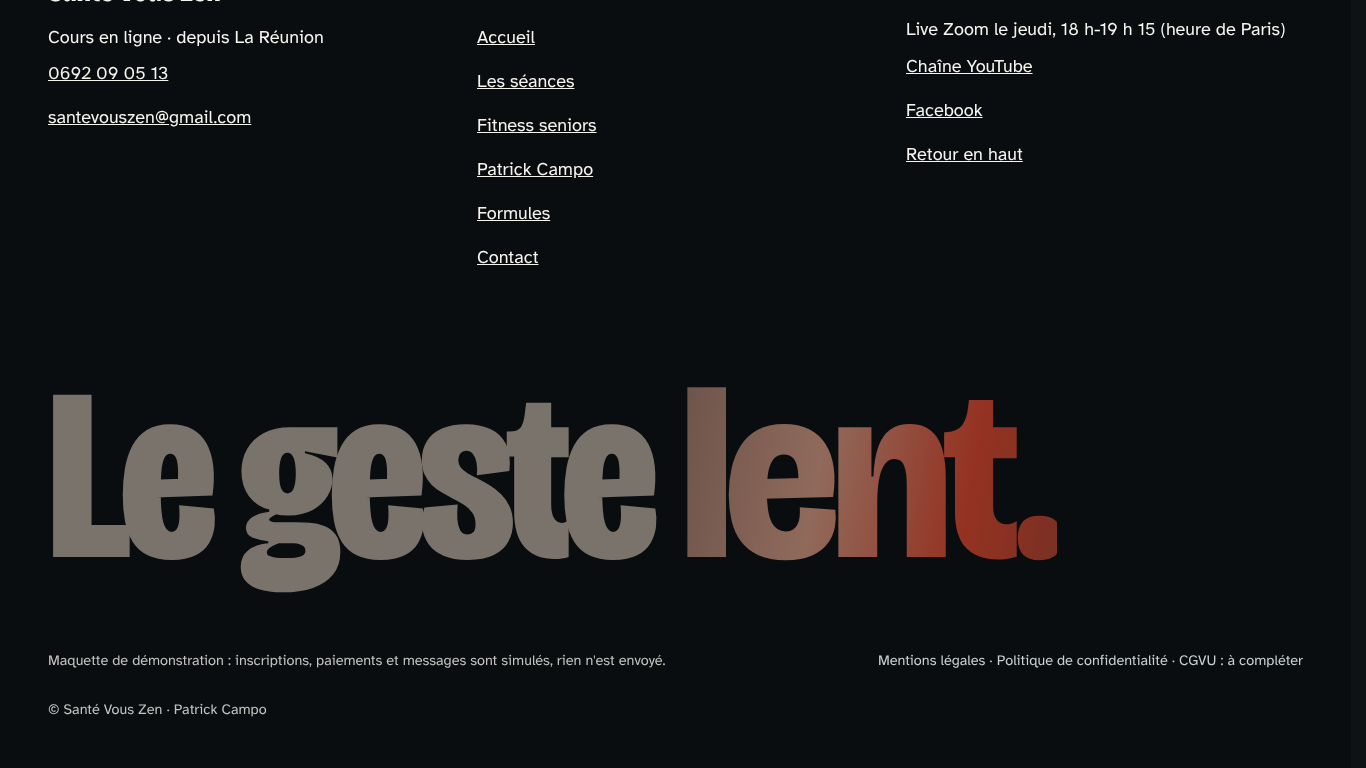 Santé Vous Zen
Cours en ligne · depuis La Réunion
0692 09 05 13
santevouszen@gmail.com
Accueil
Les séances
Fitness seniors
Patrick Campo
Formules
Contact
Live Zoom le jeudi, 18 h-19 h 15 (heure de Paris)
Chaîne YouTube
Facebook
Retour en haut
Le geste lent.
Maquette de démonstration : inscriptions, paiements et messages sont simulés, rien n'est envoyé.
Mentions légales · Politique de confidentialité · CGVU : à compléter
© Santé Vous Zen · Patrick Campo